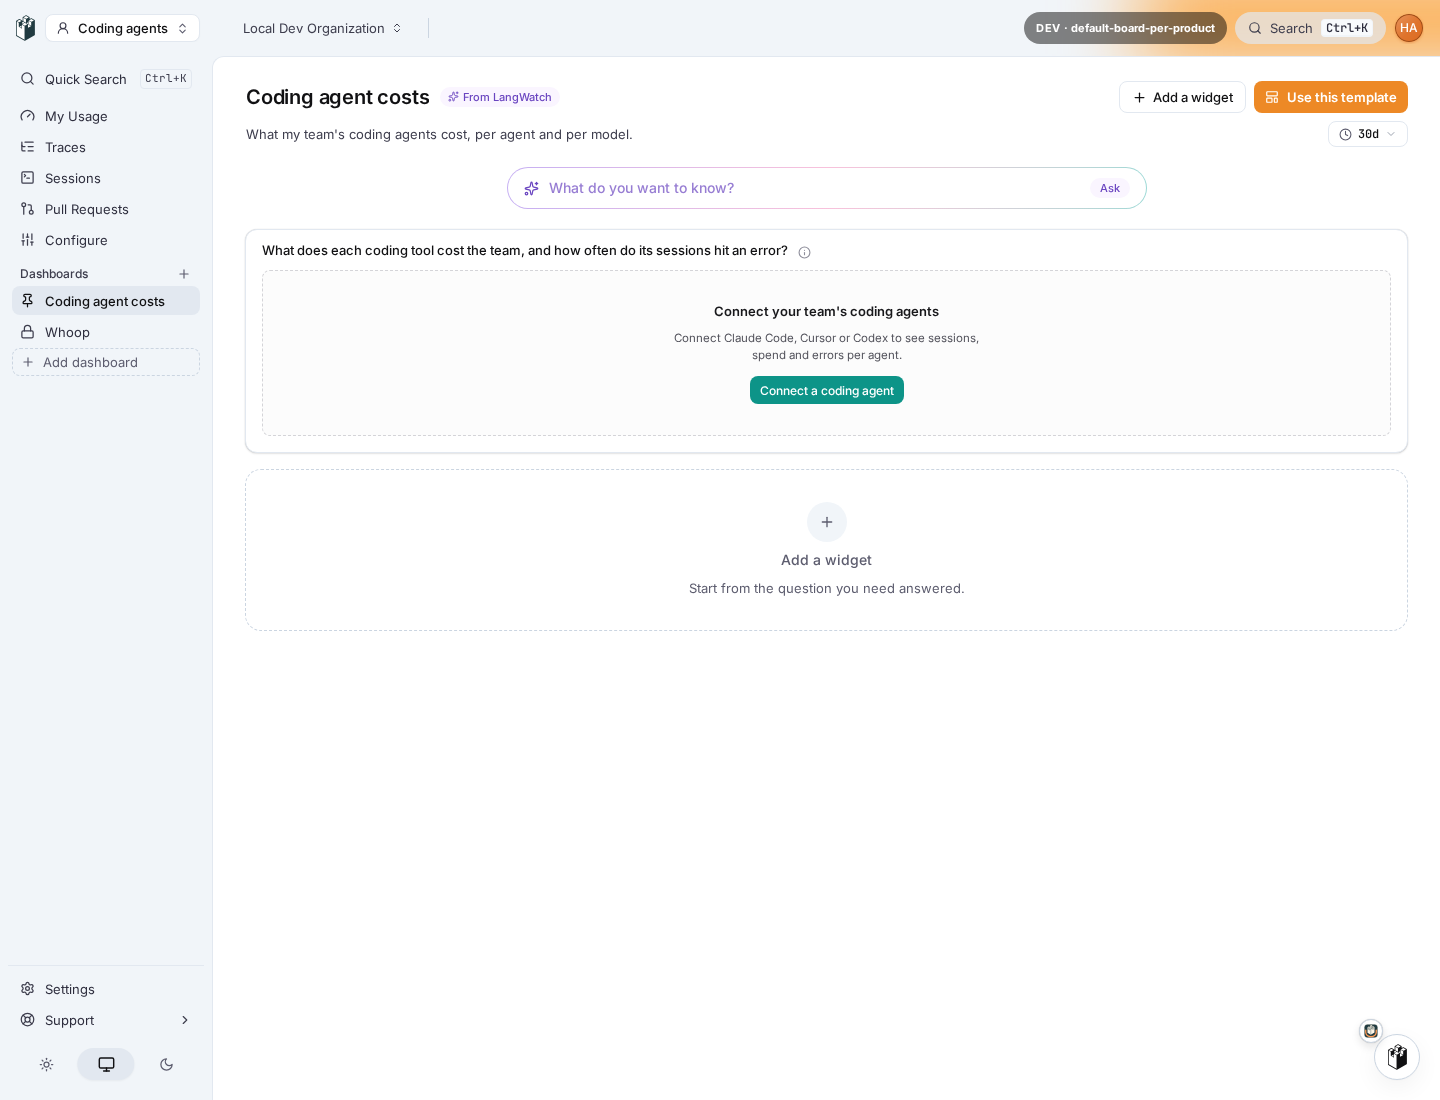 Coding agents
Local Dev Organization
DEV · default-board-per-product
Search Ctrl+K
HA
Quick Search Ctrl+K
My Usage
Traces
Sessions
Pull Requests
Configure
Dashboards
Coding agent costs
Whoop
Add dashboard
Coding agent costs
From LangWatch
Add a widget
Use this template
What my team's coding agents cost, per agent and per model.
30d
What do you want to know?
Ask
What does each coding tool cost the team, and how often do its sessions hit an error?
Connect your team's coding agents
Connect Claude Code, Cursor or Codex to see sessions,
spend and errors per agent.
Connect a coding agent
Add a widget
Start from the question you need answered.
Settings
Support